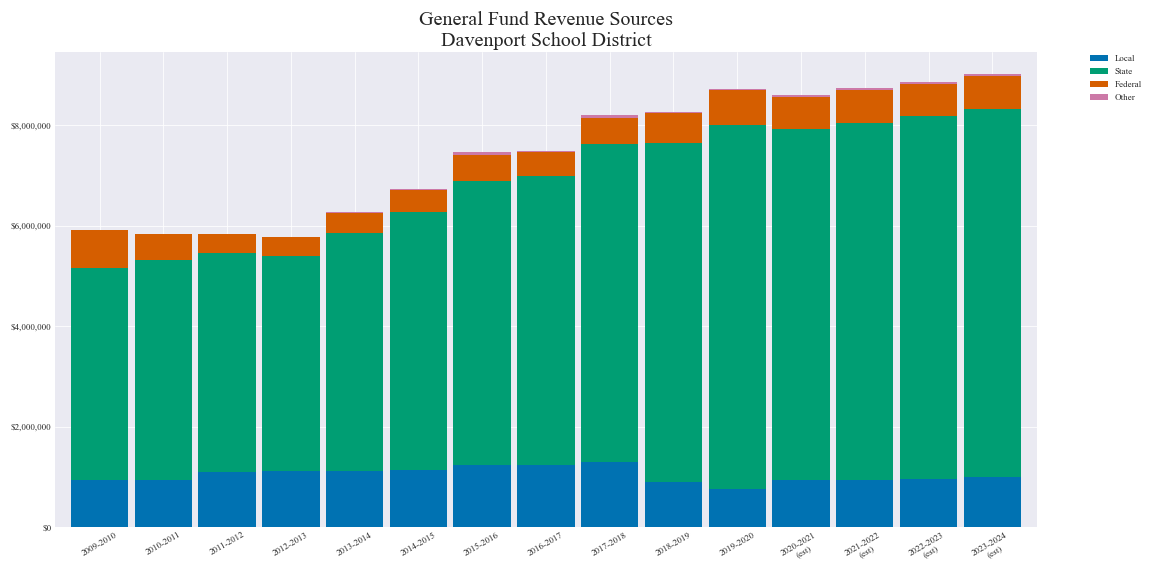 General Fund Revenue Sources
Davenport School District
Local
State
Federal
Other
$8,000,000
$6,000,000
$4,000,000
$2,000,000
$0
2009-2010
2010-2011
2011-2012
2012-2013
2013-2014
2014-2015
2015-2016
2016-2017
2017-2018
2018-2019
2019-2020
2020-2021
(est)
2021-2022
(est)
2022-2023
(est)
2023-2024
(est)